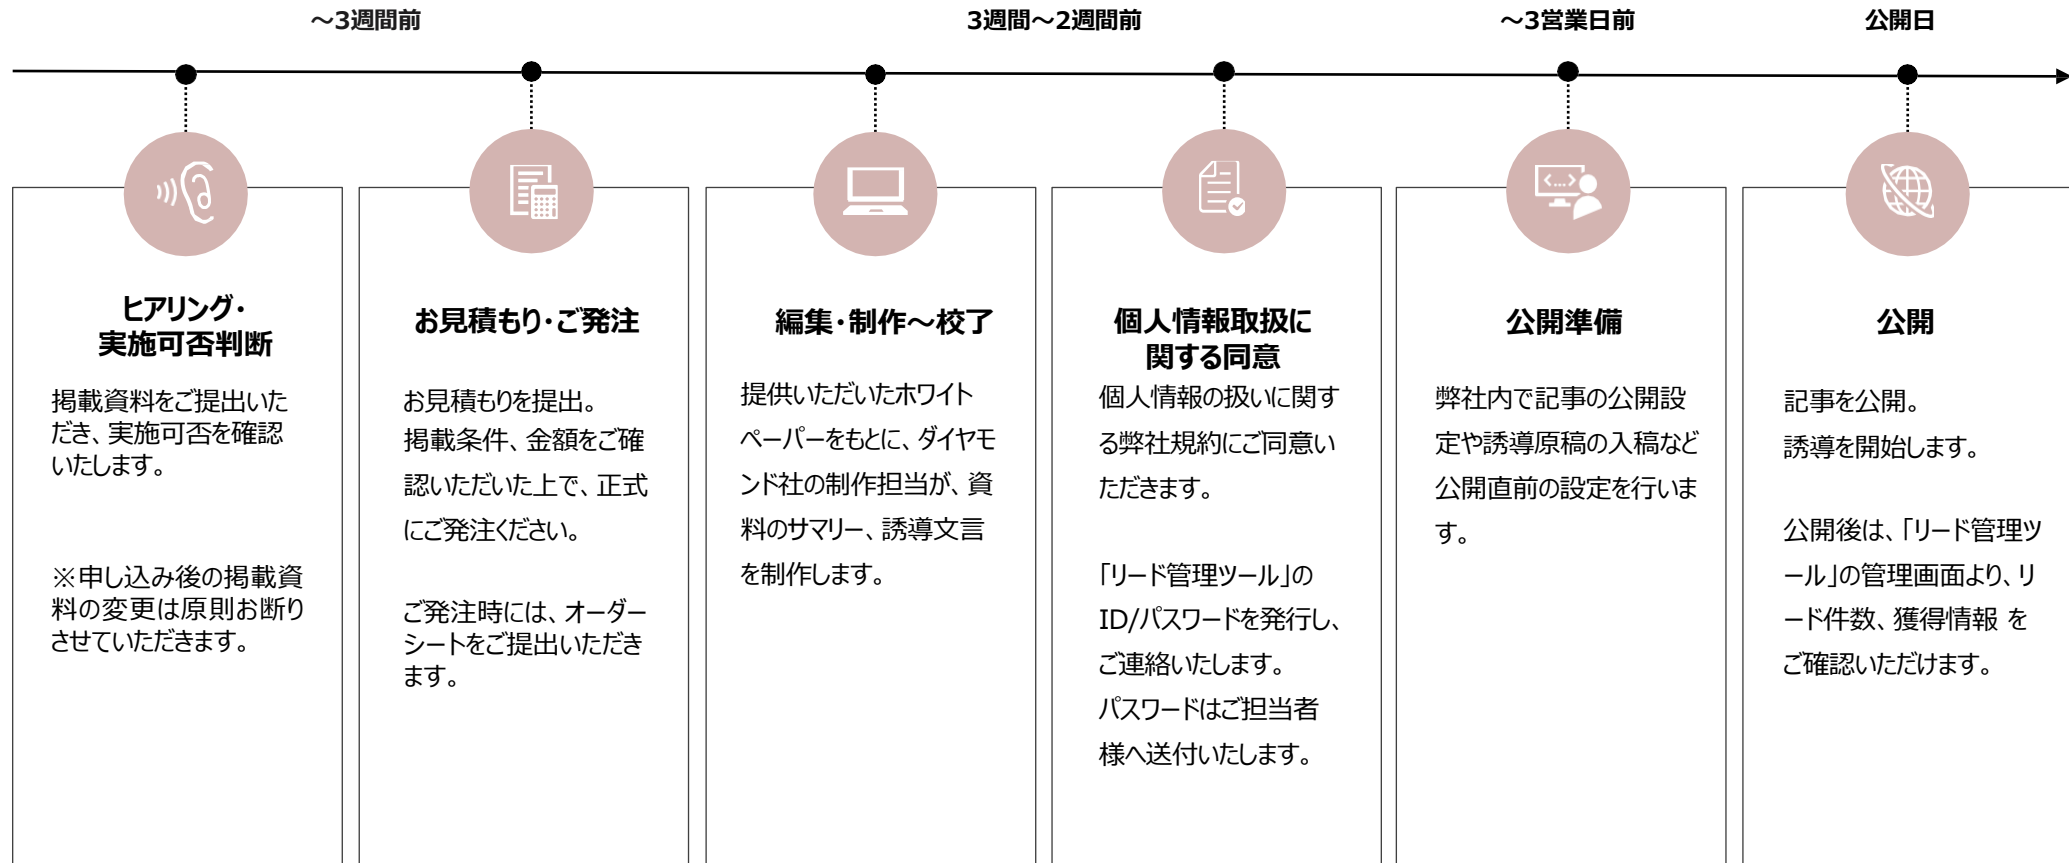 ～3週間前
3週間～2週間前
～3営業日前
公開日
ヒアリング・
実施可否判断
掲載資料をご提出いた
だき、実施可否を確認
いたします。
※申し込み後の掲載資
料の変更は原則お断り
させていただきます。
お見積もり・ご発注
お見積もりを提出。
掲載条件、金額をご確
認いただいた上で、正式
にご発注ください。
ご発注時には、オーダー
シートをご提出いただき
ます。
編集・制作～校了
提供いただいたホワイト
ペーパーをもとに、ダイヤモ
ンド社の制作担当が、資
料のサマリー、誘導文言
を制作します。
個人情報取扱に
関する同意
個人情報の扱いに関す
る弊社規約にご同意い
ただきます。
「リード管理ツール」の
ID/パスワードを発行し、
ご連絡いたします。
パスワードはご担当者
様へ送付いたします。
公開準備
弊社内で記事の公開設
定や誘導原稿の入稿など
公開直前の設定を行いま
す。
公開
記事を公開。
誘導を開始します。
公開後は、「リード管理ツ
ール」の管理画面より、リ
ード件数、獲得情報 を
ご確認いただけます。